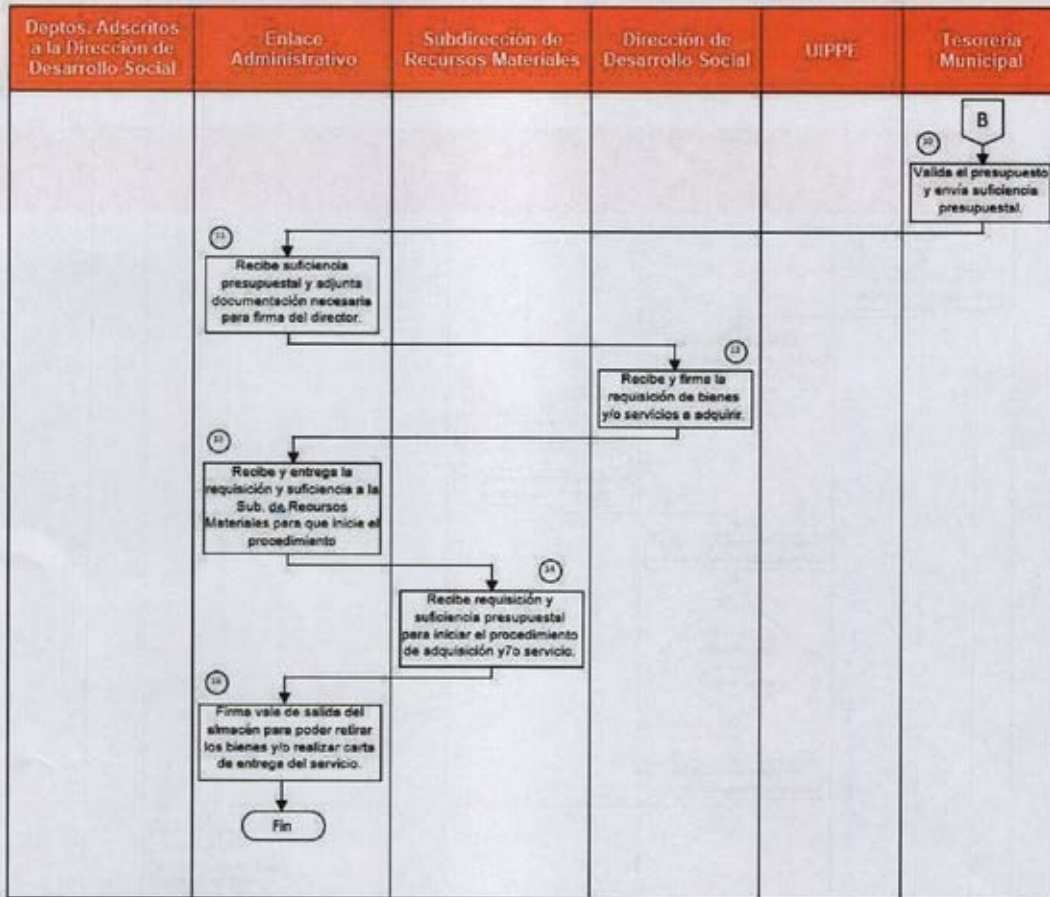 Deptos. Adscritos
a la Dirección de
Desarrollo Social
Enlace
Administrativo
Subdirección de
Recursos Materiales
Dirección de
Desarrollo Social
UIPPE
Tesorería
Municipal
B
Valida el presupuesto
y envía suficiencia
presupuestal.
Recibe suficiencia
presupuestal y adjunta
documentación necesaria
para firma del director.
Recibe y firma la
requisición de bienes
y/o servicios a adquirir.
Recibe y entrega la
requisición y suficiencia a la
Sub. de Recursos
Materiales para que inicie el
procedimiento
Recibe requisición y
suficiencia presupuestal
para iniciar el procedimiento
de adquisición y7o servicio.
Firma vale de salida del
almacén para poder retirar
los bienes y/o realizar carta
de entrega del servicio.
Fin